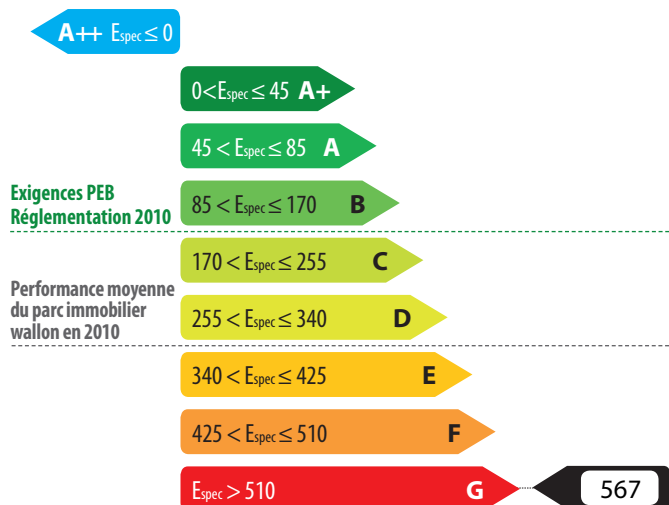 A++ Espec ≤ 0
0<Espec ≤ 45 A+
45 < Espec ≤ 85 A
Exigences PEB
Réglementation 2010
85 < Espec ≤ 170 B
170 < Espec ≤ 255 C
Performance moyenne
du parc immobilier
wallon en 2010
255 < Espec ≤ 340 D
340 < Espec ≤ 425 E
425 < Espec ≤ 510 F
Espec > 510 G 567